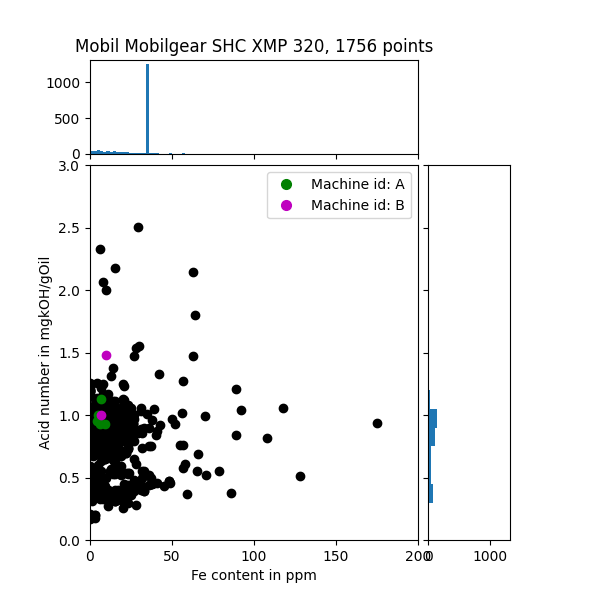 Mobil Mobilgear SHC XMP 320, 1756 points
1000
500
0
3.0
2.5
2.0
1.5
1.0
0.5
0.0
Acid number in mgkOH/gOil
Machine id: A
Machine id: B
0 50 100 150 200
Fe content in ppm
0 1000